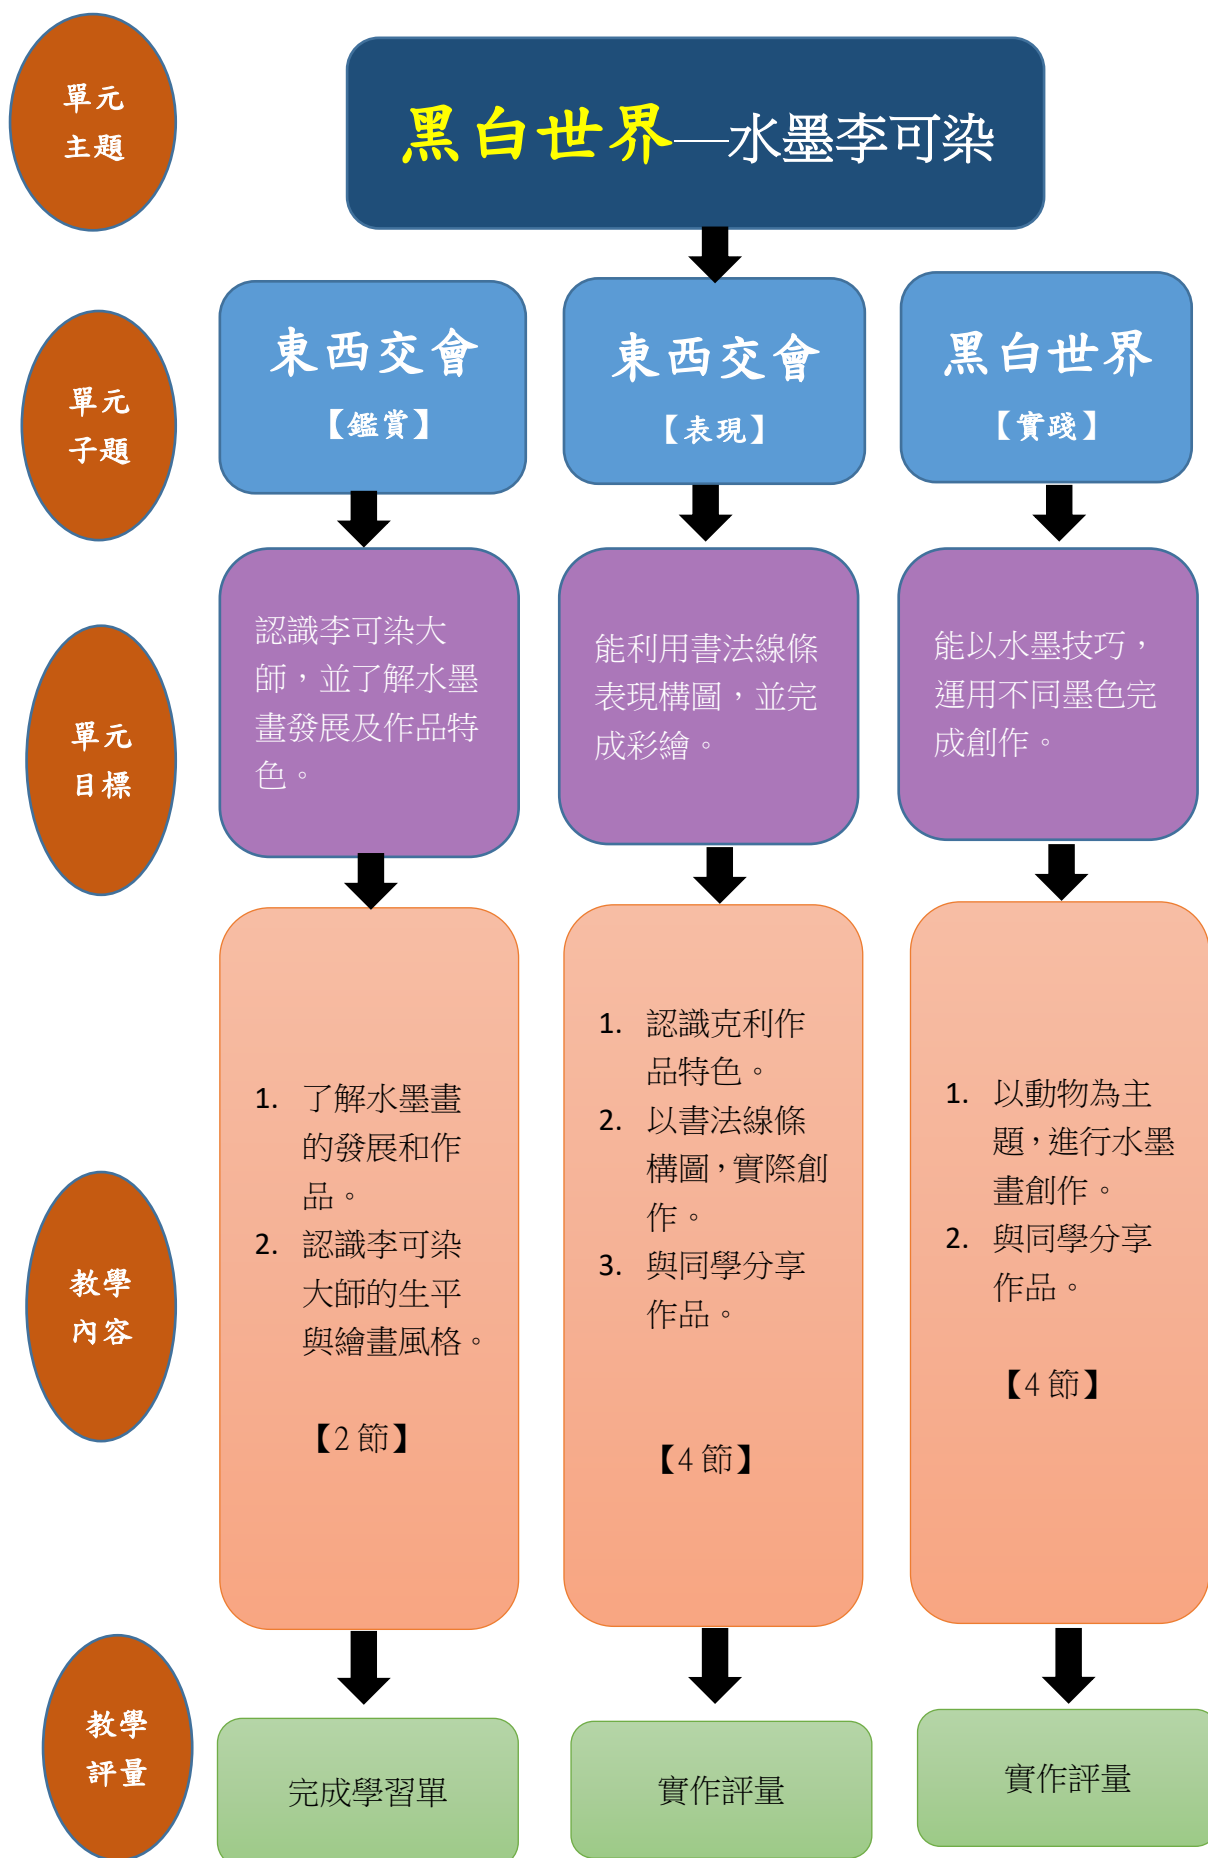 單元
主題
黑白世界—水墨李可染
單元
子題
東西交會
【鑑賞】
東西交會
【表現】
黑白世界
【實踐】
單元
目標
認識李可染大
師，並了解水墨
畫發展及作品特
色。
能利用書法線條
表現構圖，並完
成彩繪。
能以水墨技巧，
運用不同墨色完
成創作。
教學
內容
1. 了解水墨畫
的發展和作
品。
2. 認識李可染
大師的生平
與繪畫風格。
【2 節】
1. 認識克利作
品特色。
2. 以書法線條
構圖，實際創
作。
3. 與同學分享
作品。
【4 節】
1. 以動物為主
題，進行水墨
畫創作。
2. 與同學分享
作品。
【4 節】
教學
評量
完成學習單
實作評量
實作評量